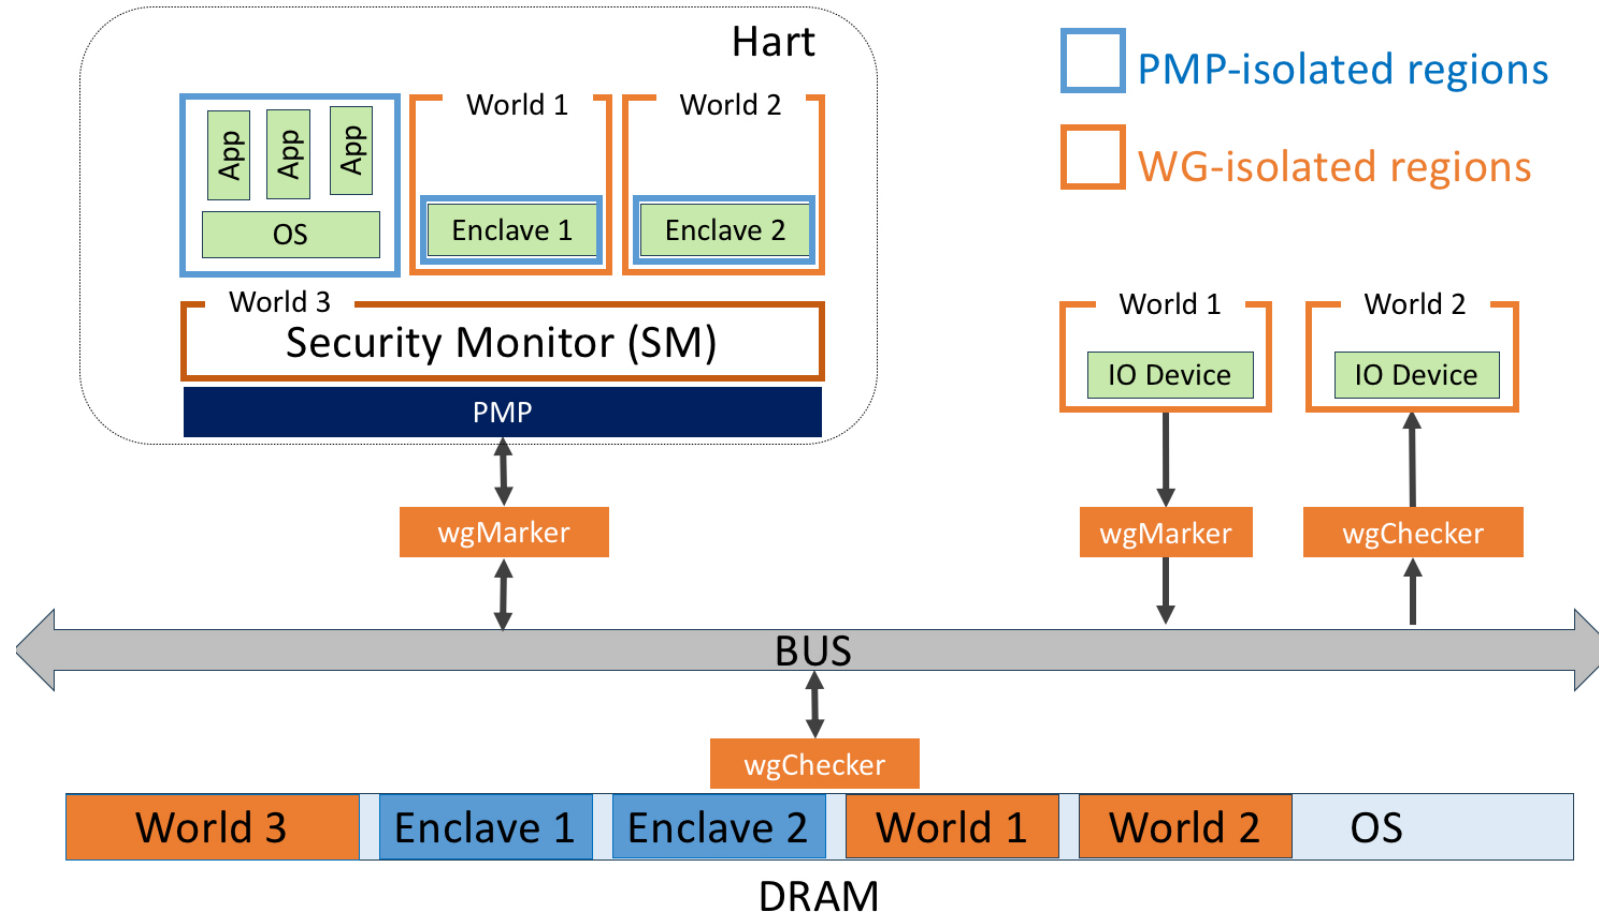 Hart
PMP-isolated regions
WG-isolated regions
World 1
World 2
App
App
App
OS
Enclave 1
Enclave 2
World 3
Security Monitor (SM)
PMP
World 1
World 2
IO Device
IO Device
wgMarker
wgMarker
wgChecker
BUS
wgChecker
World 3
Enclave 1
Enclave 2
World 1
World 2
OS
DRAM